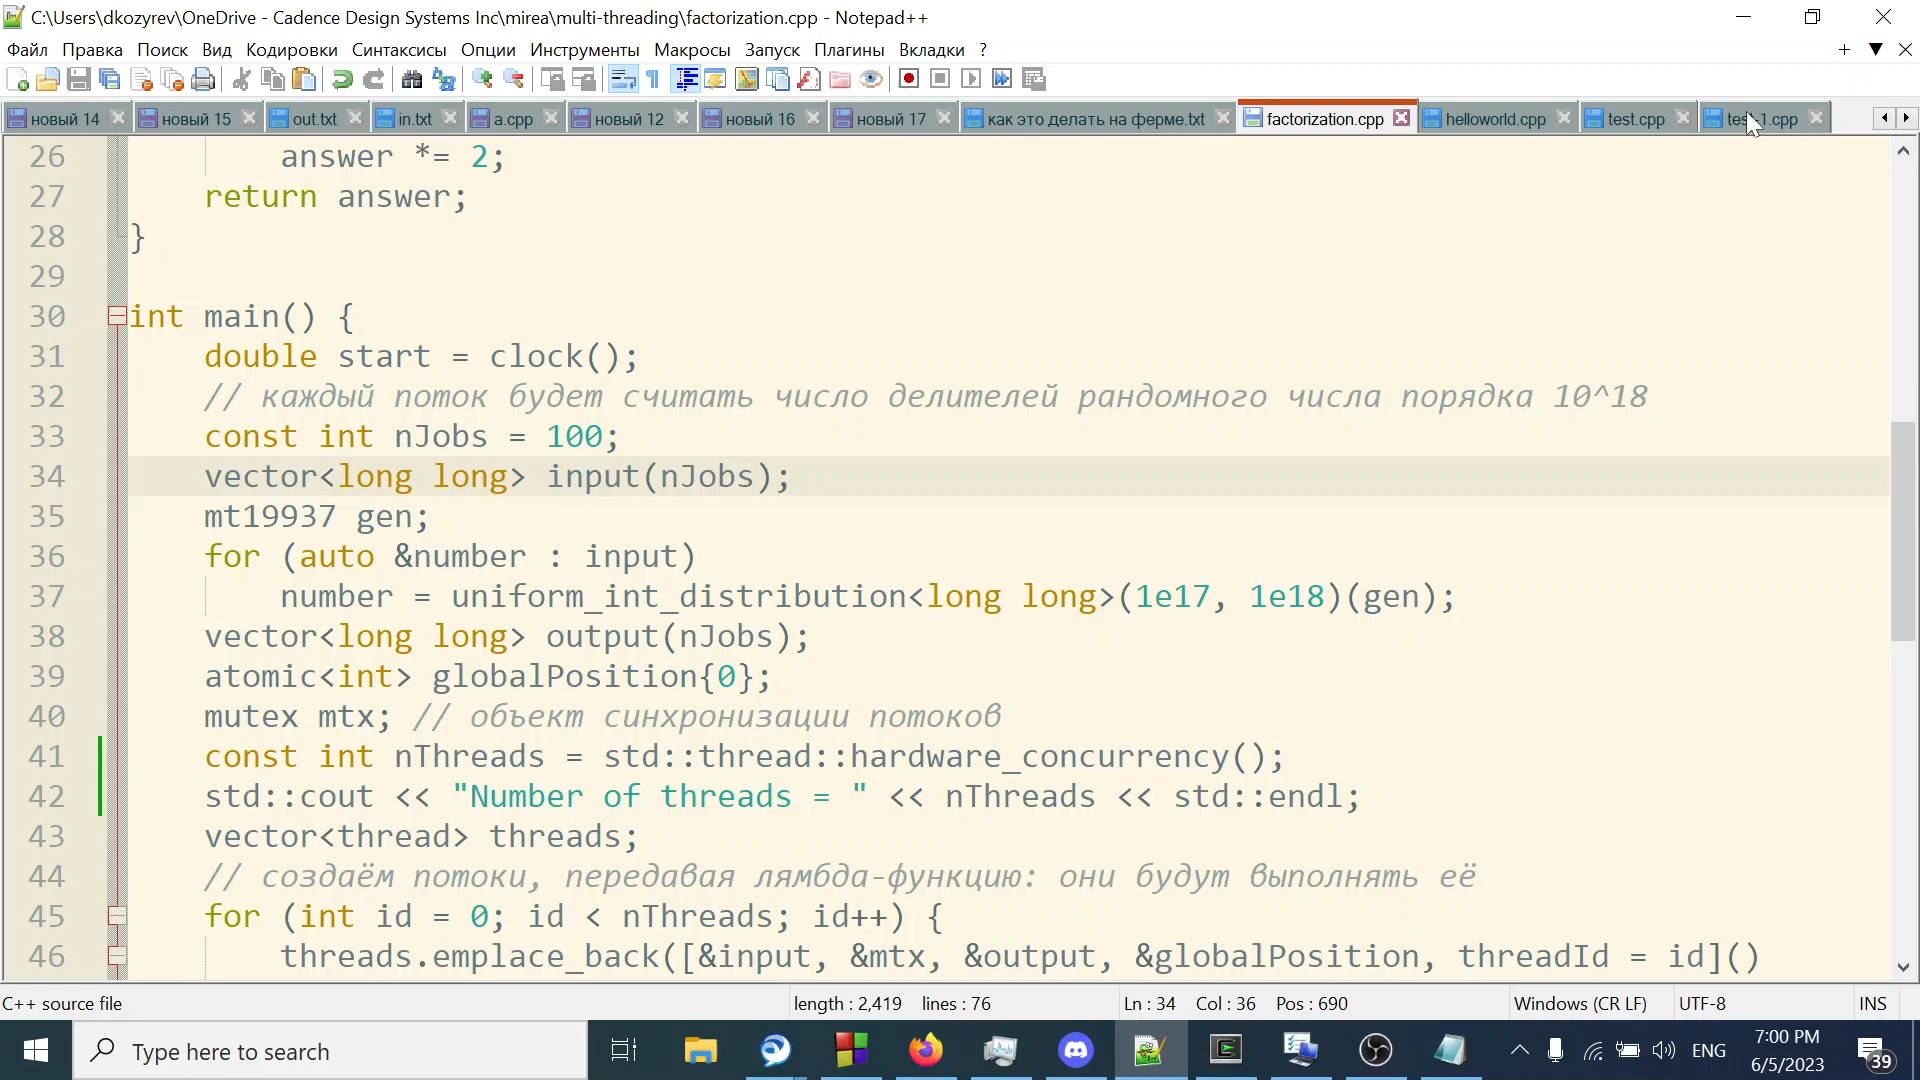 C:\Users\dkozyrev\OneDrive - Cadence Design Systems Inc\mirea\multi-threading\factorization.cpp - Notepad++
Файл Правка Поиск Вид Кодировки Синтаксисы Опции Инструменты Макросы Запуск Плагины Вкладки ?
новый 14 новый 15 out.txt in.txt a.cpp новый 12 новый 16 новый 17 как это делать на ферме.txt factorization.cpp helloworld.cpp test.cpp
26 answer *= 2;
27 return answer;
28 }
29
30 int main() {
31 double start = clock();
32 // каждый поток будет считать число делителей рандомного числа порядка 10^18
33 const int nJobs = 100;
34 vector<long long> input(nJobs);
35 mt19937 gen;
36 for (auto &number : input)
37 number = uniform_int_distribution<long long>(1e17, 1e18)(gen);
38 vector<long long> output(nJobs);
39 atomic<int> globalPosition{0};
40 mutex mtx; // объект синхронизации потоков
41 const int nThreads = std::thread::hardware_concurrency();
42 std::cout << "Number of threads = " << nThreads << std::endl;
43 vector<thread> threads;
44 // создаём потоки, передавая лямбда-функцию: они будут выполнять её
45 for (int id = 0; id < nThreads; id++) {
46 threads.emplace_back([&input, &mtx, &output, &globalPosition, threadId = id]()
C++ source file length : 2,419 lines : 76 Ln : 34 Col : 36 Pos : 690 Windows (CR LF) UTF-8 INS
Type here to search ENG 7:00 PM 39
6/5/2023